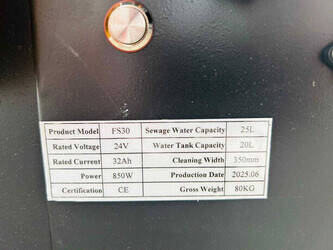 Product Model FS30 Sewage Water Capacity 25L
Rated Voltage 24V Water Tank Capacity 20L
Rated Current 32Ah Cleaning Width 350mm
Power 850W Production Date 2025.06
Certification CE Gross Weight 80KG